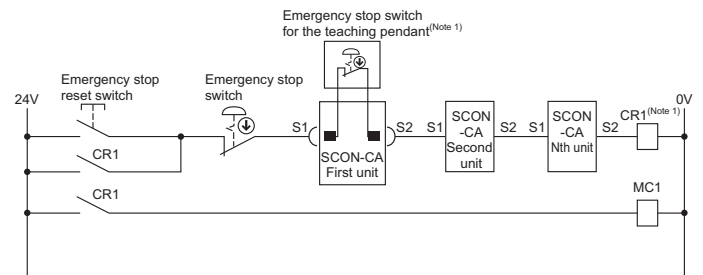 Emergency stop switch
for the teaching pendant(Note 1)
Emergency stop
reset switch
Emergency stop
switch
24V
0V
S1
S2
S1
S2
S1
S2
CR1(Note 1)
SCON-CA
First unit
SCON
-CA
Second
unit
SCON
-CA
Nth unit
CR1
CR1
MC1